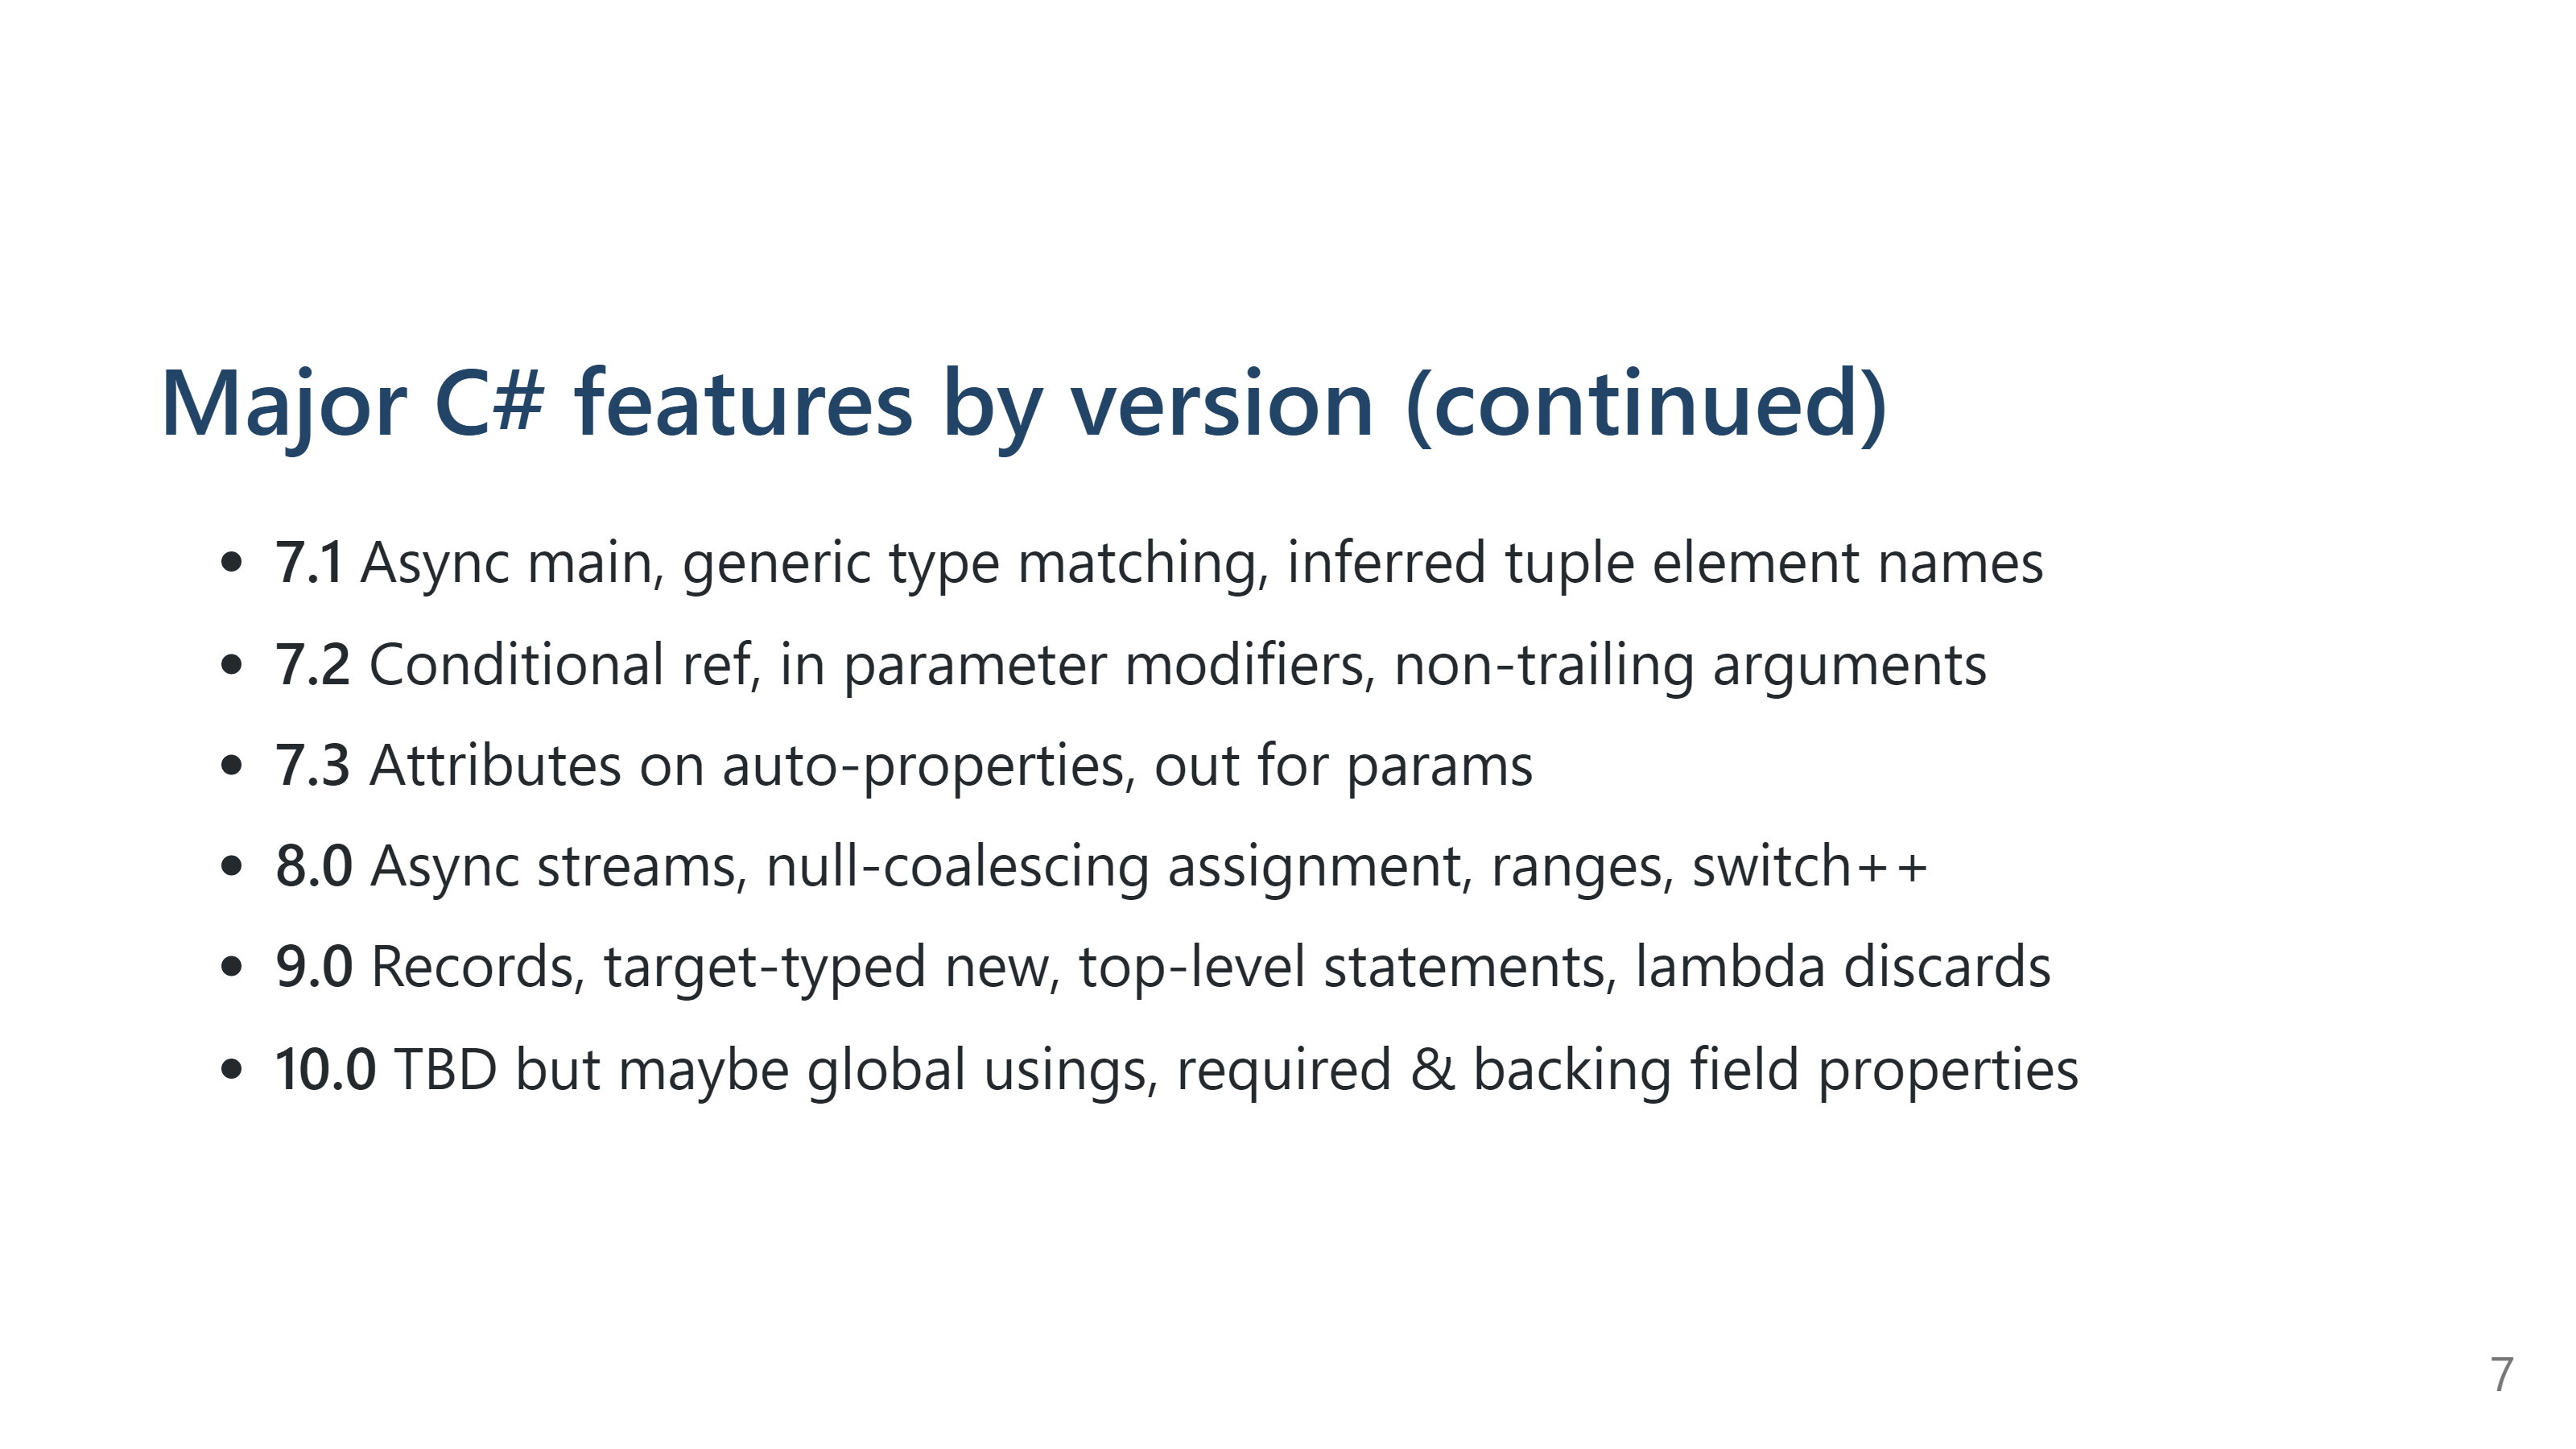 Major C# features by version (continued)
• 7.1 Async main, generic type matching, inferred tuple element names
• 7.2 Conditional ref, in parameter modifiers, non-trailing arguments
• 7.3 Attributes on auto-properties, out for params
• 8.0 Async streams, null-coalescing assignment, ranges, switch++
• 9.0 Records, target-typed new, top-level statements, lambda discards
• 10.0 TBD but maybe global usings, required & backing field properties
7